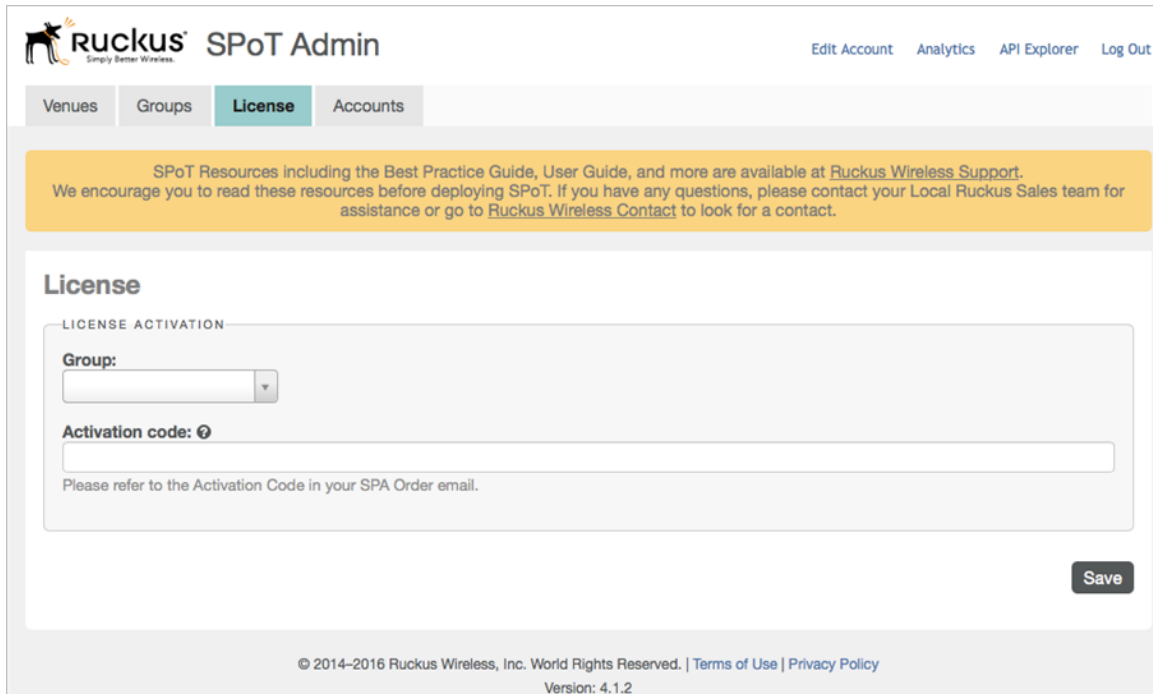 Ruckus SPoT Admin
Simply Better Wireless.
Edit Account Analytics API Explorer Log Out
Venues Groups License Accounts
SPoT Resources including the Best Practice Guide, User Guide, and more are available at Ruckus Wireless Support.
We encourage you to read these resources before deploying SPoT. If you have any questions, please contact your Local Ruckus Sales team for
assistance or go to Ruckus Wireless Contact to look for a contact.
License
LICENSE ACTIVATION
Group:
Activation code: ?
Please refer to the Activation Code in your SPA Order email.
Save
© 2014–2016 Ruckus Wireless, Inc. World Rights Reserved. | Terms of Use | Privacy Policy
Version: 4.1.2